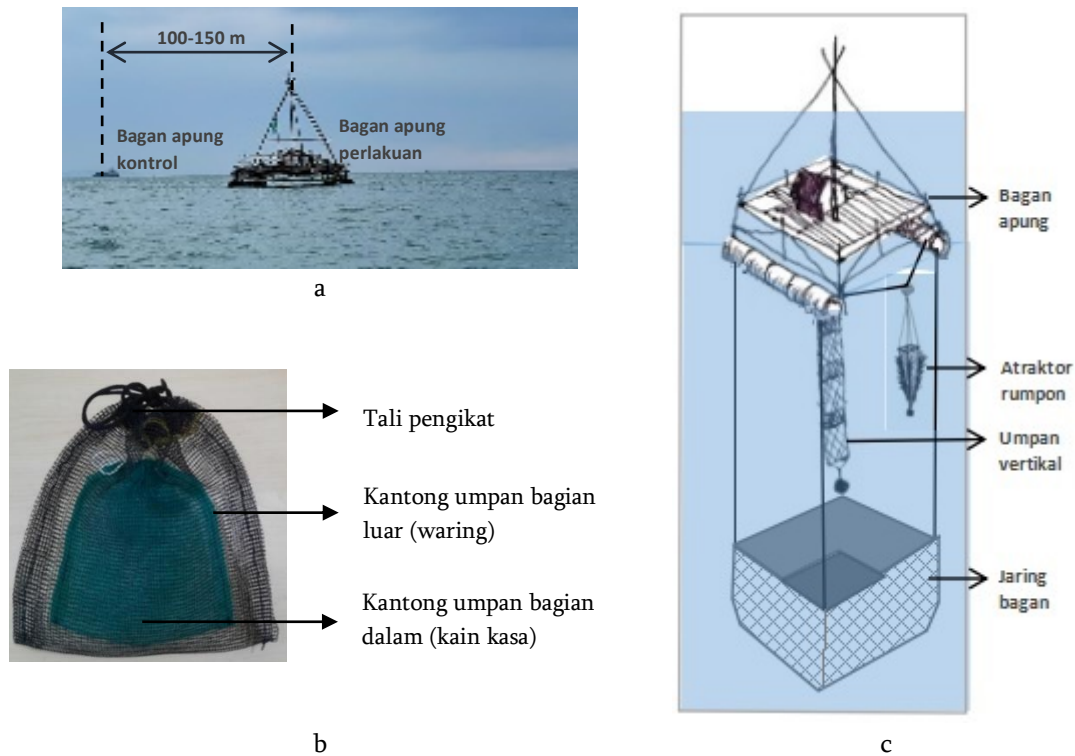 100-150 m
Bagan apung
kontrol
Bagan apung
perlakuan
a
Tali pengikat
Kantong umpan bagian
luar (waring)
Kantong umpan bagian
dalam (kain kasa)
b
Bagan
apung
Atraktor
rumpon
Umpan
vertikal
Jaring
bagan
c